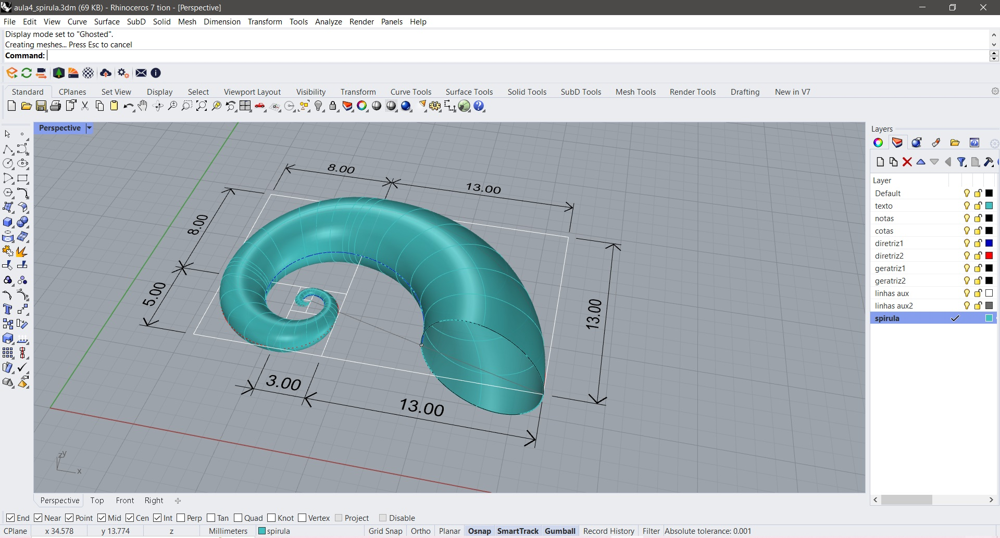 aula4_spirula.3dm (69 KB) - Rhinoceros 7 tion - [Perspective]
File Edit View Curve Surface SubD Solid Mesh Dimension Transform Tools Analyze Render Panels Help
Display mode set to "Ghosted".
Creating meshes... Press Esc to cancel
Command:
Standard CPlanes Set View Display Select Viewport Layout Visibility Transform Curve Tools Surface Tools Solid Tools SubD Tools Mesh Tools Render Tools Drafting New in V7
Perspective
8.00
13.00
8.00
5.00
13.00
3.00
13.00
zy
x
Layers
Layer
Default
texto
notas
cotas
diretriz1
diretriz2
geratriz1
geratriz2
linhas aux
linhas aux2
spirula
Perspective Top Front Right
End Near Point Mid Cen Int Perp Tan Quad Knot Vertex Project Disable
CPlane x 34.578 y 13.774 z Millimeters spirula Grid Snap Ortho Planar Osnap SmartTrack Gumball Record History Filter Absolute tolerance: 0.001